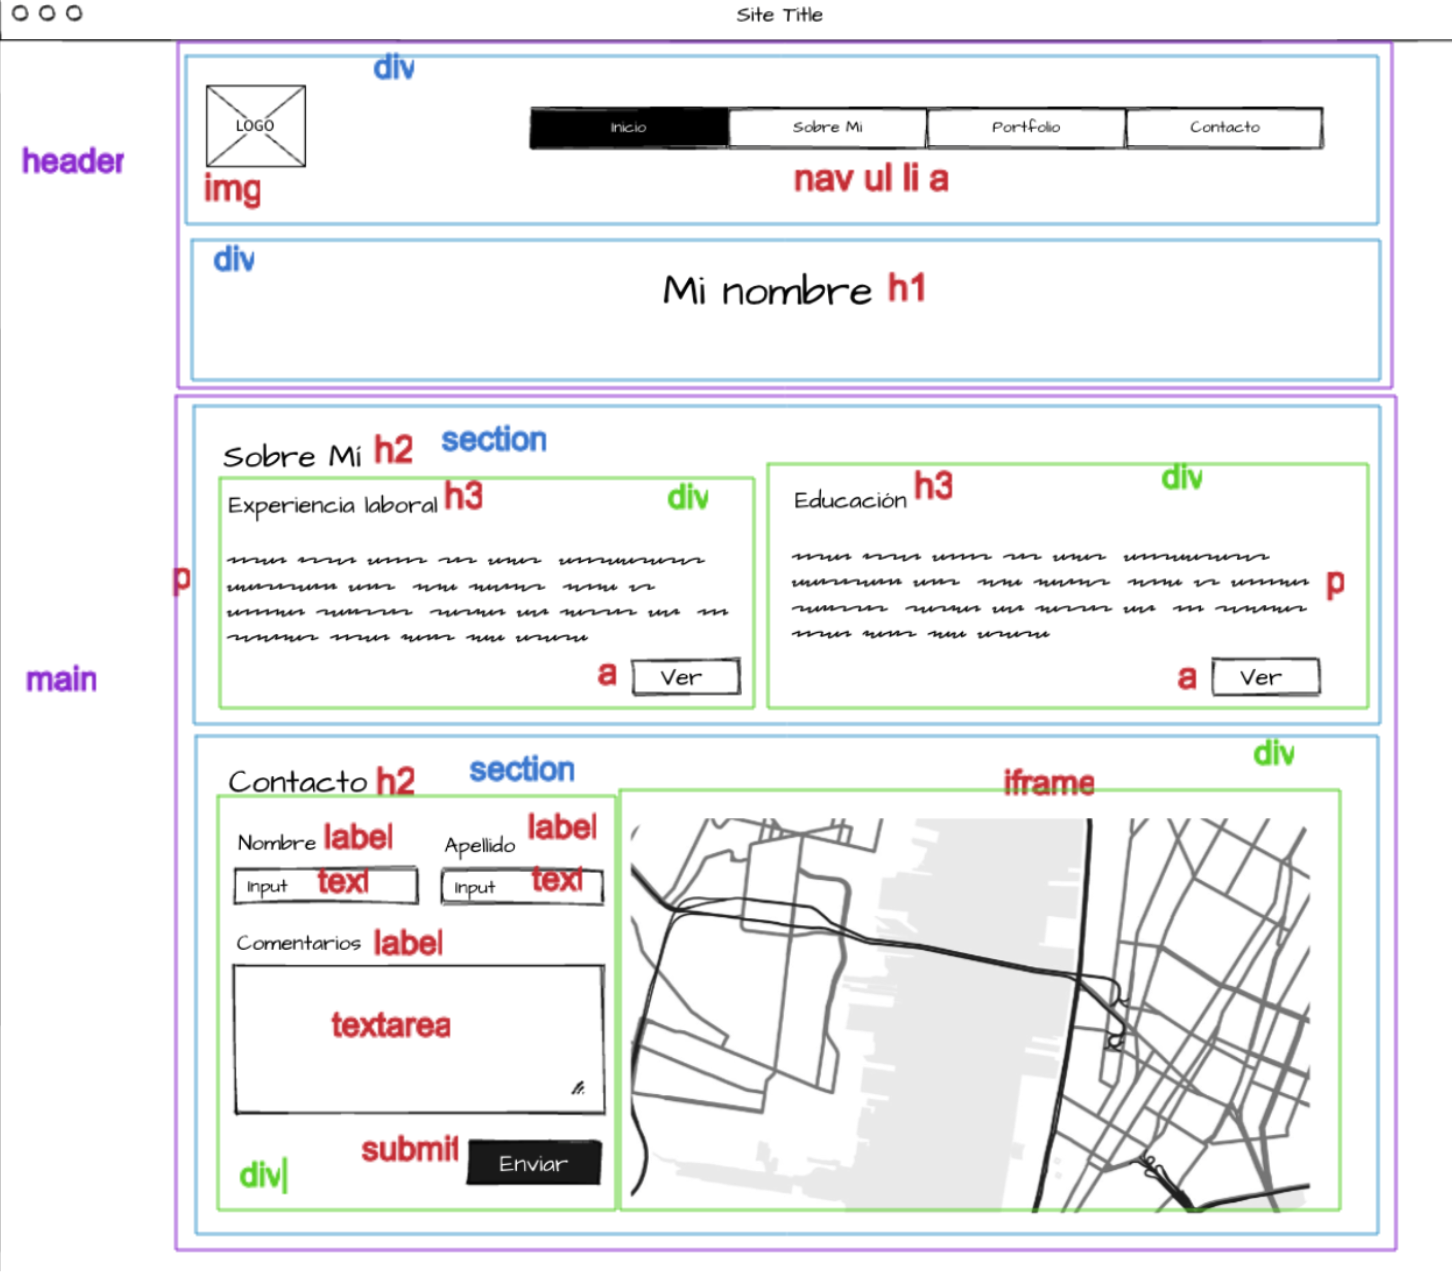 Site Title
div
LOGO
Inicio
Sobre Mi
Portfolio
Contacto
header
img
nav ul li a
div
Mi nombre h1
Sobre Mi h2 section
Experiencia laboral h3 div
Educación h3 div
p
p
a Ver
a Ver
main
Contacto h2 section
div
iframe
Nombre label
Apellido label
Input text
Input text
Comentarios label
textarea
submit Enviar
div